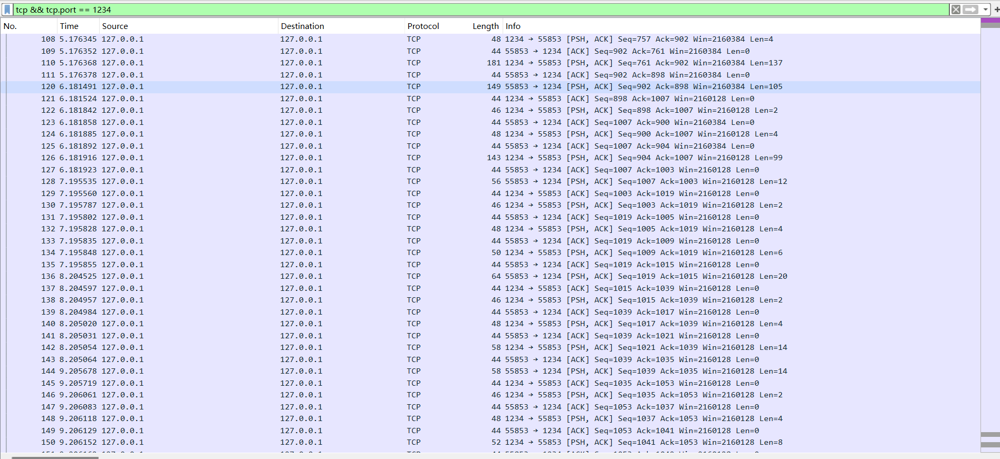 tcp && tcp.port == 1234
No. Time Source Destination Protocol Length Info
108 5.176345 127.0.0.1 127.0.0.1 TCP 48 1234 → 55853 [PSH, ACK] Seq=757 Ack=902 Win=2160384 Len=4
109 5.176352 127.0.0.1 127.0.0.1 TCP 44 55853 → 1234 [ACK] Seq=902 Ack=761 Win=2160384 Len=0
110 5.176368 127.0.0.1 127.0.0.1 TCP 181 1234 → 55853 [PSH, ACK] Seq=761 Ack=902 Win=2160384 Len=137
111 5.176378 127.0.0.1 127.0.0.1 TCP 44 55853 → 1234 [ACK] Seq=902 Ack=898 Win=2160384 Len=0
120 6.181491 127.0.0.1 127.0.0.1 TCP 149 55853 → 1234 [PSH, ACK] Seq=902 Ack=898 Win=2160384 Len=105
121 6.181524 127.0.0.1 127.0.0.1 TCP 44 1234 → 55853 [ACK] Seq=898 Ack=1007 Win=2160128 Len=0
122 6.181842 127.0.0.1 127.0.0.1 TCP 46 1234 → 55853 [PSH, ACK] Seq=898 Ack=1007 Win=2160128 Len=2
123 6.181858 127.0.0.1 127.0.0.1 TCP 44 55853 → 1234 [ACK] Seq=1007 Ack=900 Win=2160384 Len=0
124 6.181885 127.0.0.1 127.0.0.1 TCP 48 1234 → 55853 [PSH, ACK] Seq=900 Ack=1007 Win=2160128 Len=4
125 6.181892 127.0.0.1 127.0.0.1 TCP 44 55853 → 1234 [ACK] Seq=1007 Ack=904 Win=2160384 Len=0
126 6.181916 127.0.0.1 127.0.0.1 TCP 143 1234 → 55853 [PSH, ACK] Seq=904 Ack=1007 Win=2160128 Len=99
127 6.181923 127.0.0.1 127.0.0.1 TCP 44 55853 → 1234 [ACK] Seq=1007 Ack=1003 Win=2160128 Len=0
128 7.195535 127.0.0.1 127.0.0.1 TCP 56 55853 → 1234 [PSH, ACK] Seq=1007 Ack=1003 Win=2160128 Len=12
129 7.195560 127.0.0.1 127.0.0.1 TCP 44 1234 → 55853 [ACK] Seq=1003 Ack=1019 Win=2160128 Len=0
130 7.195787 127.0.0.1 127.0.0.1 TCP 46 1234 → 55853 [PSH, ACK] Seq=1003 Ack=1019 Win=2160128 Len=2
131 7.195802 127.0.0.1 127.0.0.1 TCP 44 55853 → 1234 [ACK] Seq=1019 Ack=1005 Win=2160128 Len=0
132 7.195828 127.0.0.1 127.0.0.1 TCP 48 1234 → 55853 [PSH, ACK] Seq=1005 Ack=1019 Win=2160128 Len=4
133 7.195835 127.0.0.1 127.0.0.1 TCP 44 55853 → 1234 [ACK] Seq=1019 Ack=1009 Win=2160128 Len=0
134 7.195848 127.0.0.1 127.0.0.1 TCP 50 1234 → 55853 [PSH, ACK] Seq=1009 Ack=1019 Win=2160128 Len=6
135 7.195855 127.0.0.1 127.0.0.1 TCP 44 55853 → 1234 [ACK] Seq=1019 Ack=1015 Win=2160128 Len=0
136 8.204525 127.0.0.1 127.0.0.1 TCP 64 55853 → 1234 [PSH, ACK] Seq=1019 Ack=1015 Win=2160128 Len=20
137 8.204597 127.0.0.1 127.0.0.1 TCP 44 1234 → 55853 [ACK] Seq=1015 Ack=1039 Win=2160128 Len=0
138 8.204957 127.0.0.1 127.0.0.1 TCP 46 1234 → 55853 [PSH, ACK] Seq=1015 Ack=1039 Win=2160128 Len=2
139 8.204984 127.0.0.1 127.0.0.1 TCP 44 55853 → 1234 [ACK] Seq=1039 Ack=1017 Win=2160128 Len=0
140 8.205020 127.0.0.1 127.0.0.1 TCP 48 1234 → 55853 [PSH, ACK] Seq=1017 Ack=1039 Win=2160128 Len=4
141 8.205031 127.0.0.1 127.0.0.1 TCP 44 55853 → 1234 [ACK] Seq=1039 Ack=1021 Win=2160128 Len=0
142 8.205054 127.0.0.1 127.0.0.1 TCP 58 1234 → 55853 [PSH, ACK] Seq=1021 Ack=1039 Win=2160128 Len=14
143 8.205064 127.0.0.1 127.0.0.1 TCP 44 55853 → 1234 [ACK] Seq=1039 Ack=1035 Win=2160128 Len=0
144 9.205678 127.0.0.1 127.0.0.1 TCP 58 55853 → 1234 [PSH, ACK] Seq=1039 Ack=1035 Win=2160128 Len=14
145 9.205719 127.0.0.1 127.0.0.1 TCP 44 1234 → 55853 [ACK] Seq=1035 Ack=1053 Win=2160128 Len=0
146 9.206061 127.0.0.1 127.0.0.1 TCP 46 1234 → 55853 [PSH, ACK] Seq=1035 Ack=1053 Win=2160128 Len=2
147 9.206083 127.0.0.1 127.0.0.1 TCP 44 55853 → 1234 [ACK] Seq=1053 Ack=1037 Win=2160128 Len=0
148 9.206118 127.0.0.1 127.0.0.1 TCP 48 1234 → 55853 [PSH, ACK] Seq=1037 Ack=1053 Win=2160128 Len=4
149 9.206129 127.0.0.1 127.0.0.1 TCP 44 55853 → 1234 [ACK] Seq=1053 Ack=1041 Win=2160128 Len=0
150 9.206152 127.0.0.1 127.0.0.1 TCP 52 1234 → 55853 [PSH, ACK] Seq=1041 Ack=1053 Win=2160128 Len=8